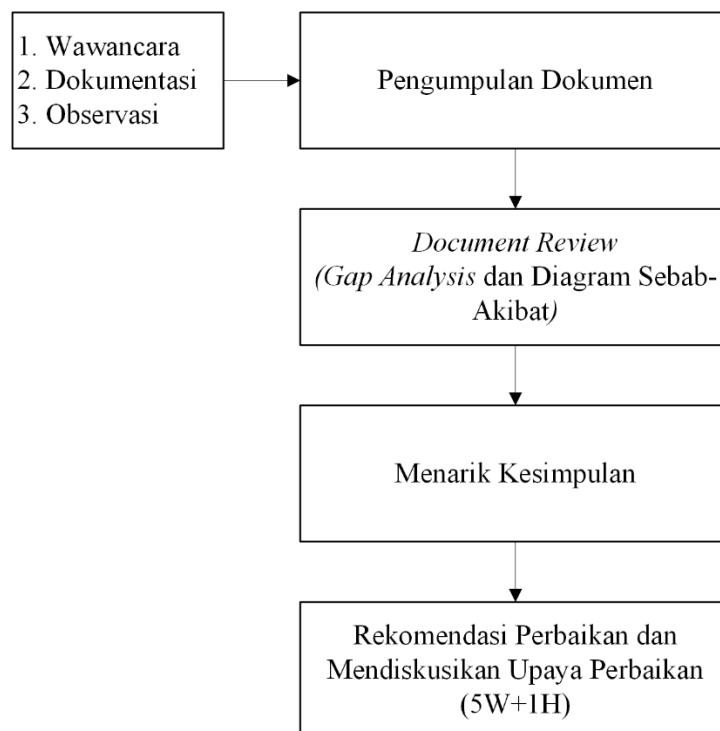 1. Wawancara
2. Dokumentasi
3. Observasi
Pengumpulan Dokumen
Document Review
(Gap Analysis dan Diagram Sebab-
Akibat)
Menarik Kesimpulan
Rekomendasi Perbaikan dan
Mendiskusikan Upaya Perbaikan
(5W+1H)